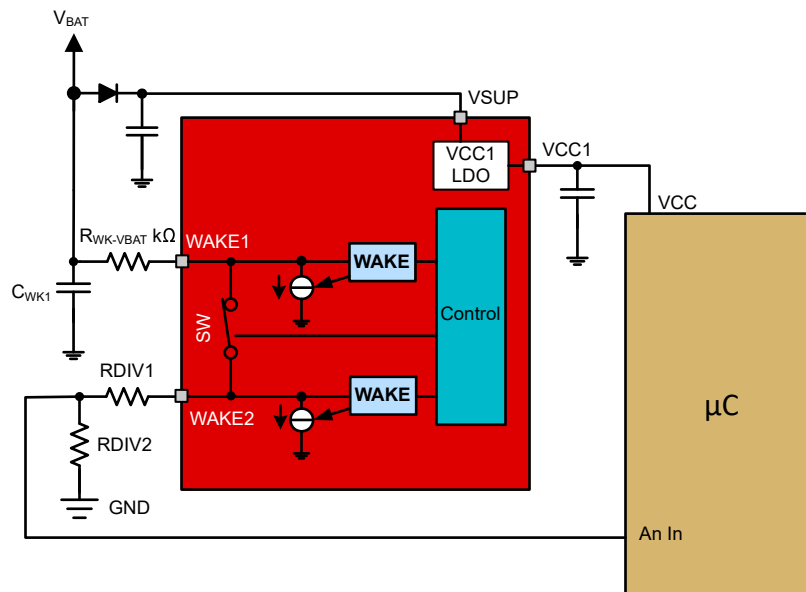 VBAT
VSUP
VCC1
LDO
VCC1
VCC
RWK-VBAT kΩ
WAKE1
WAKE
CWK1
SW
Control
RDIV1
WAKE
WAKE2
µC
RDIV2
GND
An In